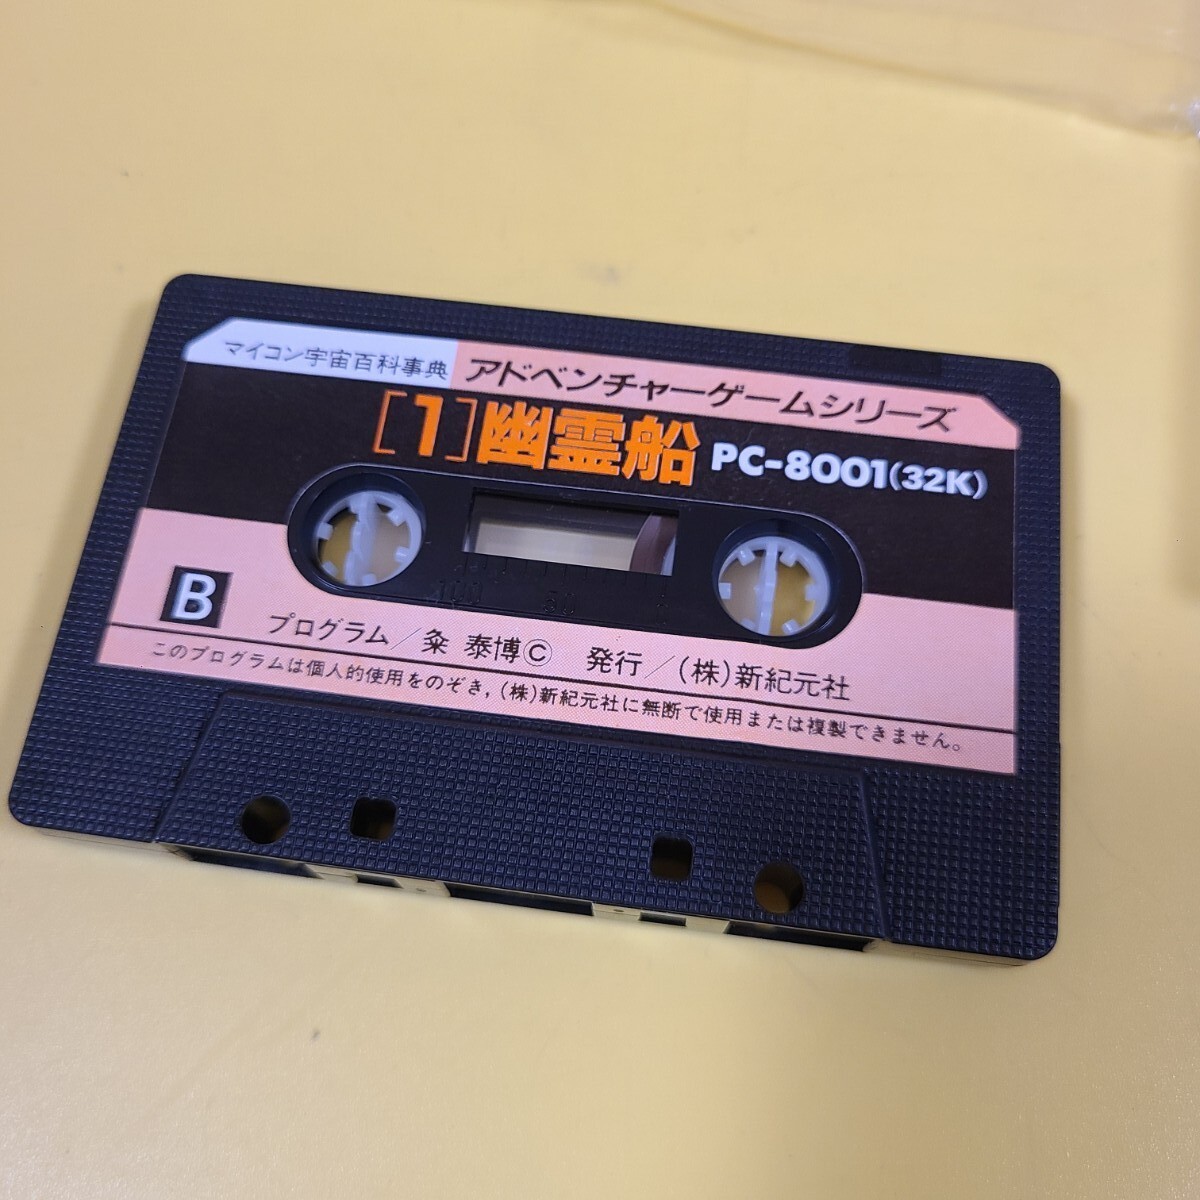 マイコン宇宙百科事典 アドベンチャーゲームシリーズ
[1]幽霊船 PC-8001(32K)
100 50
B
プログラム/粂 泰博© 発行/(株)新紀元社
このプログラムは個人的使用をのぞき,(株)新紀元社に無断で使用または複製できません。